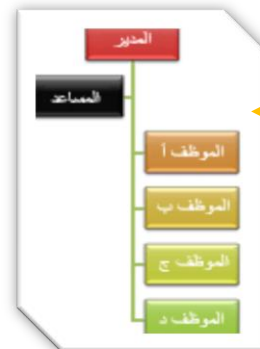 المدير
المساعد
الموظف أ
الموظف ب
الموظف ج
الموظف د